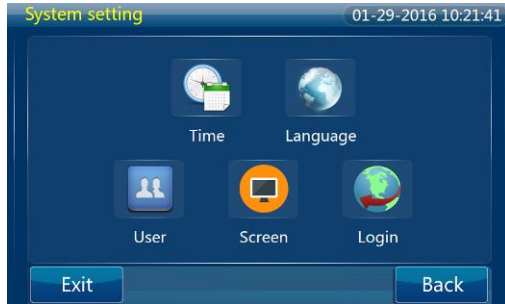 System setting 01-29-2016 10:21:41
Time Language
User Screen Login
Exit Back